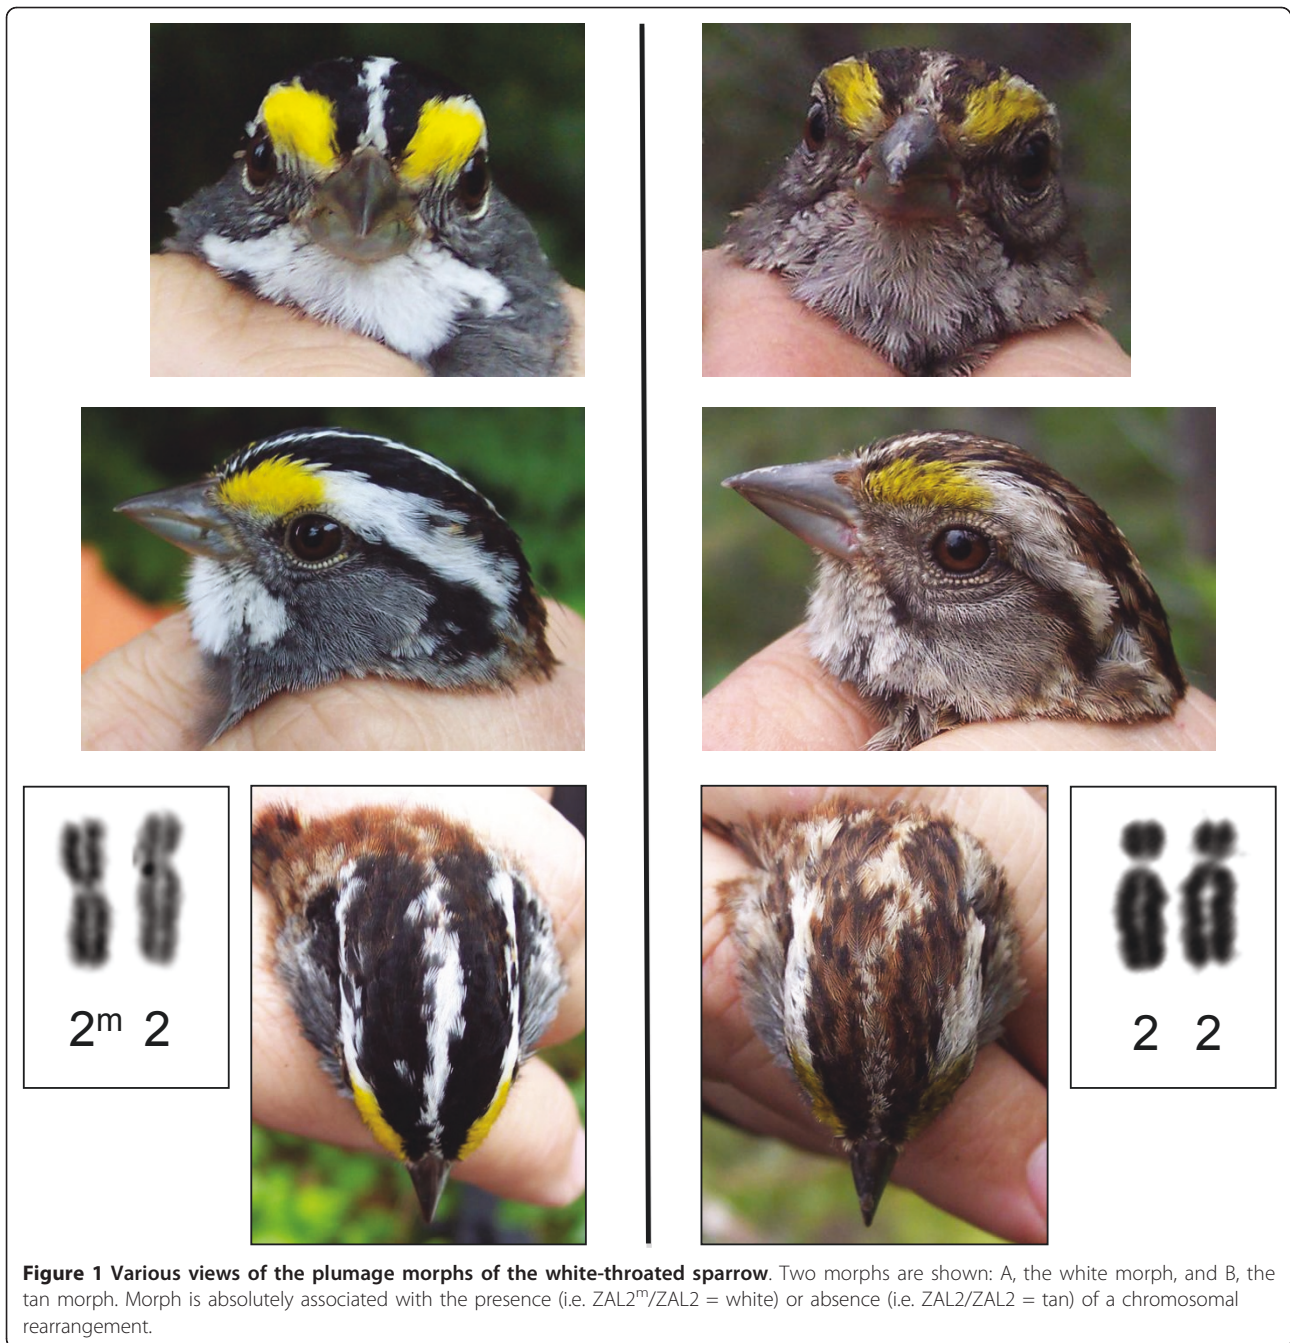 2ᵐ 2
2 2
Figure 1 Various views of the plumage morphs of the white-throated sparrow. Two morphs are shown: A, the white morph, and B, the
tan morph. Morph is absolutely associated with the presence (i.e. ZAL2ᵐ/ZAL2 = white) or absence (i.e. ZAL2/ZAL2 = tan) of a chromosomal
rearrangement.